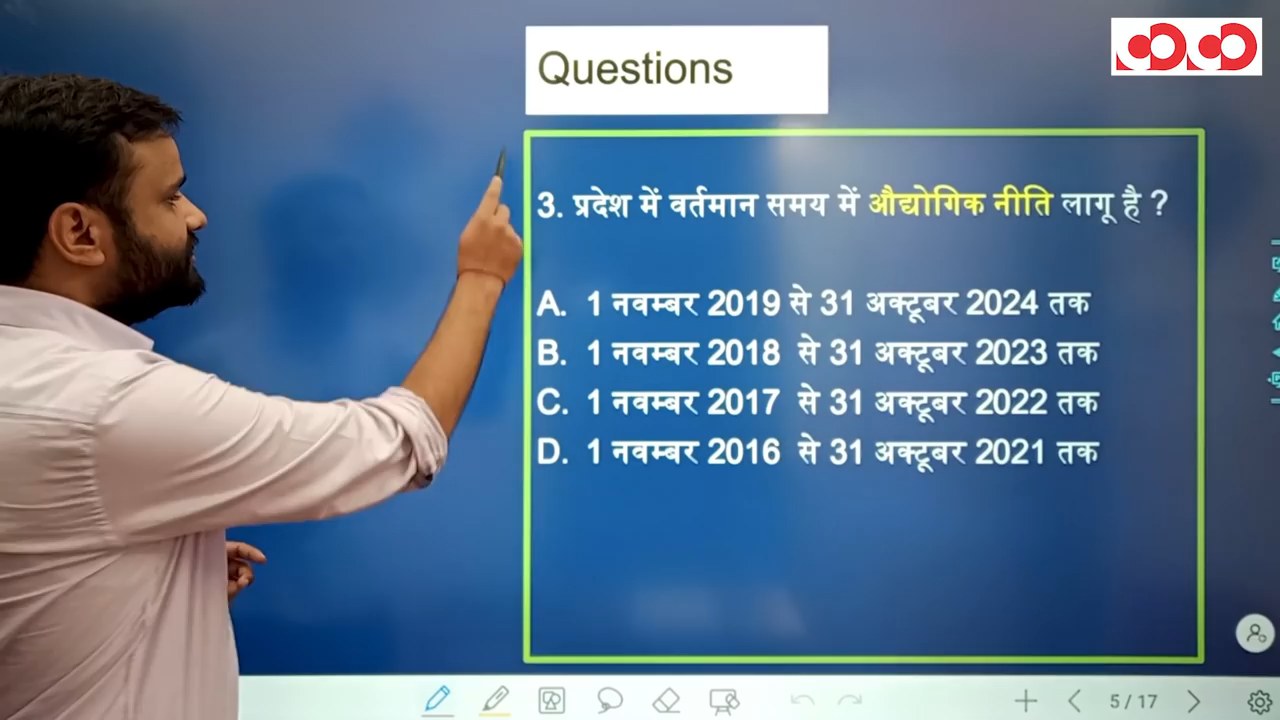 Questions
3. प्रदेश में वर्तमान समय में औद्योगिक नीति लागू है ?
A. 1 नवम्बर 2019 से 31 अक्टूबर 2024 तक
B. 1 नवम्बर 2018 से 31 अक्टूबर 2023 तक
C. 1 नवम्बर 2017 से 31 अक्टूबर 2022 तक
D. 1 नवम्बर 2016 से 31 अक्टूबर 2021 तक
5 / 17